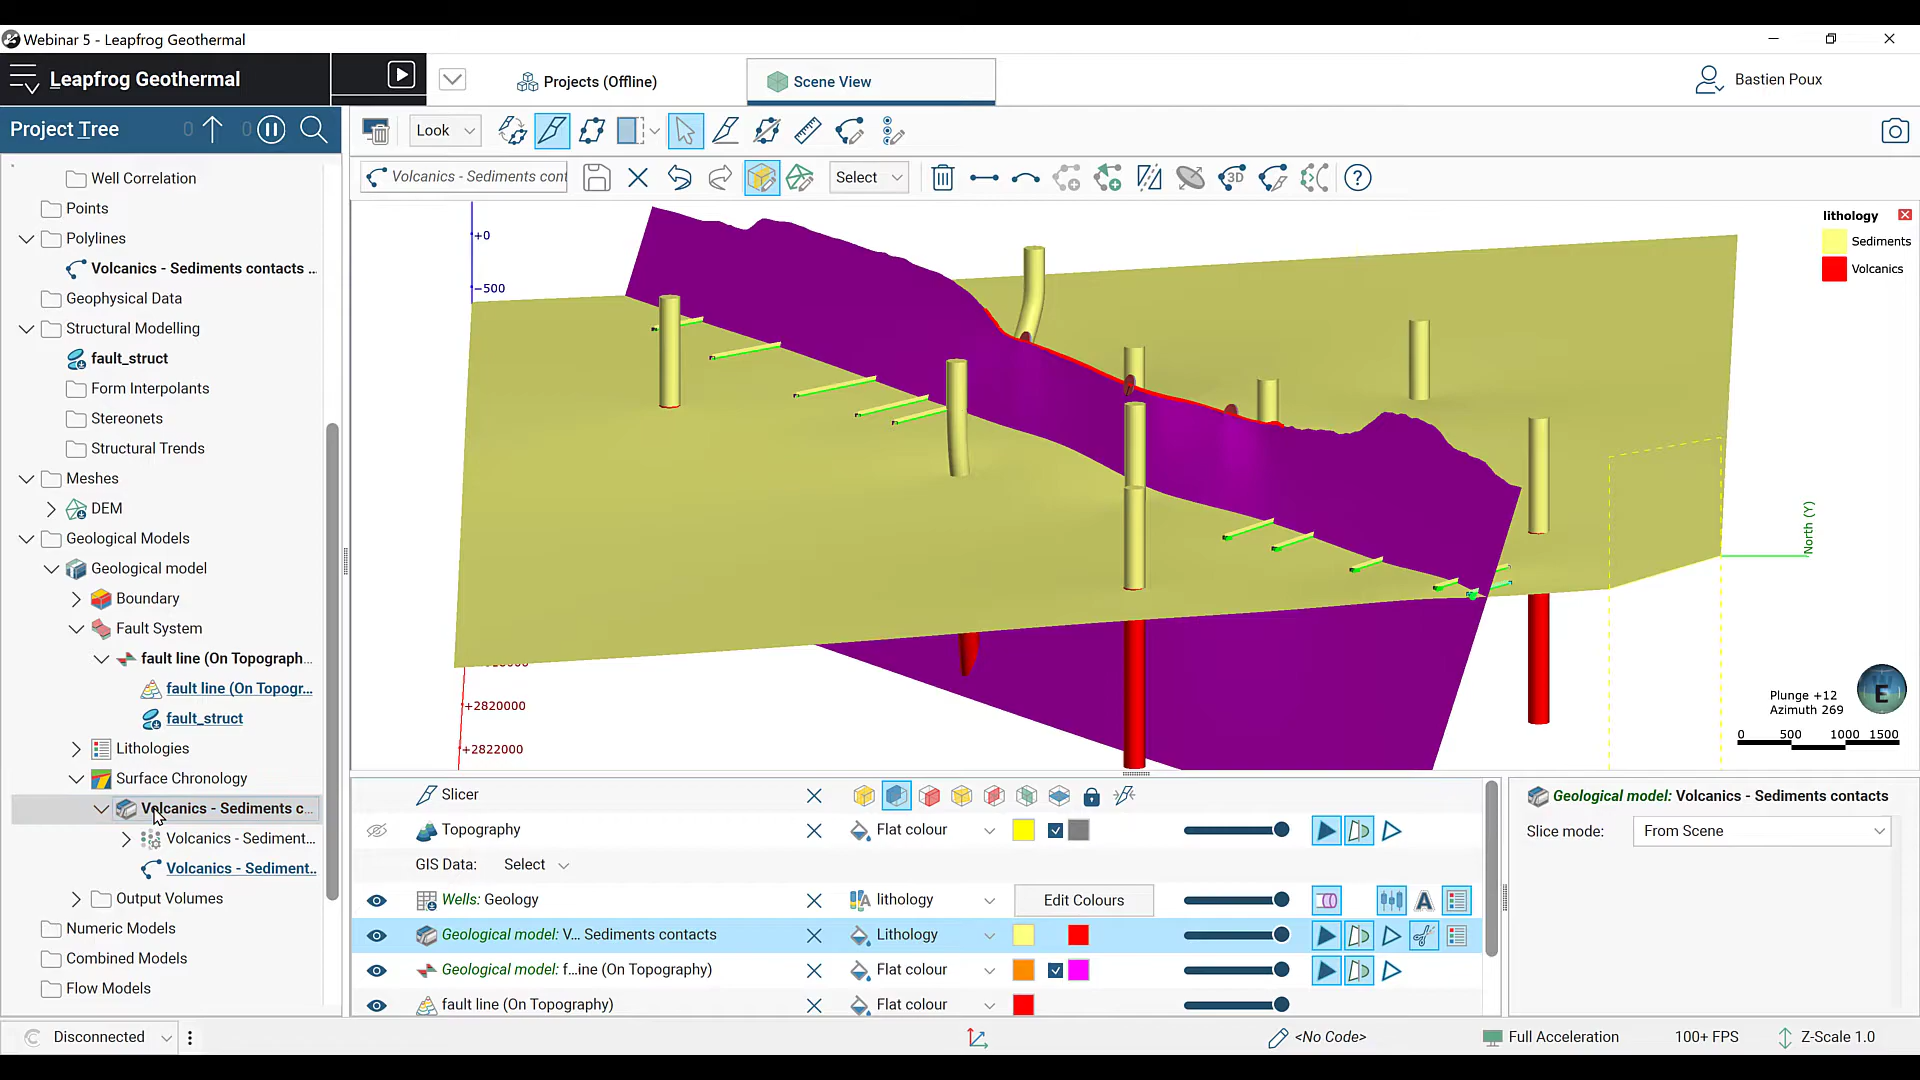 Webinar 5 - Leapfrog Geothermal
Leapfrog Geothermal
Projects (Offline)
Scene View
Bastien Poux
Project Tree
0
0
Look
Volcanics - Sediments cont
Select
Well Correlation
Points
Polylines
Volcanics - Sediments contacts ...
Geophysical Data
Structural Modelling
fault_struct
Form Interpolants
Stereonets
Structural Trends
Meshes
DEM
Geological Models
Geological model
Boundary
Fault System
fault line (On Topograph...
fault line (On Topogr...
fault_struct
Lithologies
Surface Chronology
Volcanics - Sediments c...
Volcanics - Sediment...
Volcanics - Sediment...
Output Volumes
Numeric Models
Combined Models
Flow Models
Disconnected
+0
-500
+2820000
+2822000
lithology
Sediments
Volcanics
North (Y)
E
Plunge +12
Azimuth 269
0 500 1000 1500
Slicer
Topography
Flat colour
GIS Data:
Select
Wells: Geology
lithology
Edit Colours
A
Geological model: V... Sediments contacts
Lithology
Geological model: f...ine (On Topography)
Flat colour
fault line (On Topography)
Flat colour
Geological model: Volcanics - Sediments contacts
Slice mode:
From Scene
<No Code>
Full Acceleration
100+ FPS
Z-Scale 1.0
3D